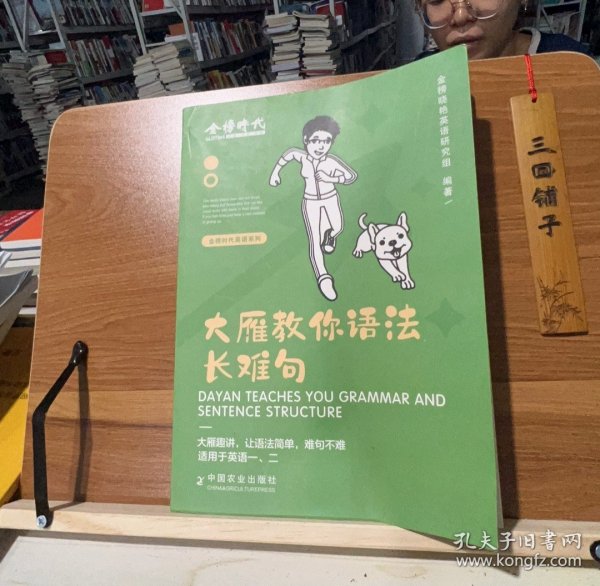 金榜晓艳英语研究组 编著
金榜时代
金榜时代英语系列
大雁教你语法
长难句
DAYAN TEACHES YOU GRAMMAR AND
SENTENCE STRUCTURE
大雁趣讲，让语法简单，难句不难
适用于英语一、二
中国农业出版社
CHINA AGRICULTURE PRESS
三回铺子
孔夫子旧书网
www.kongfz.com